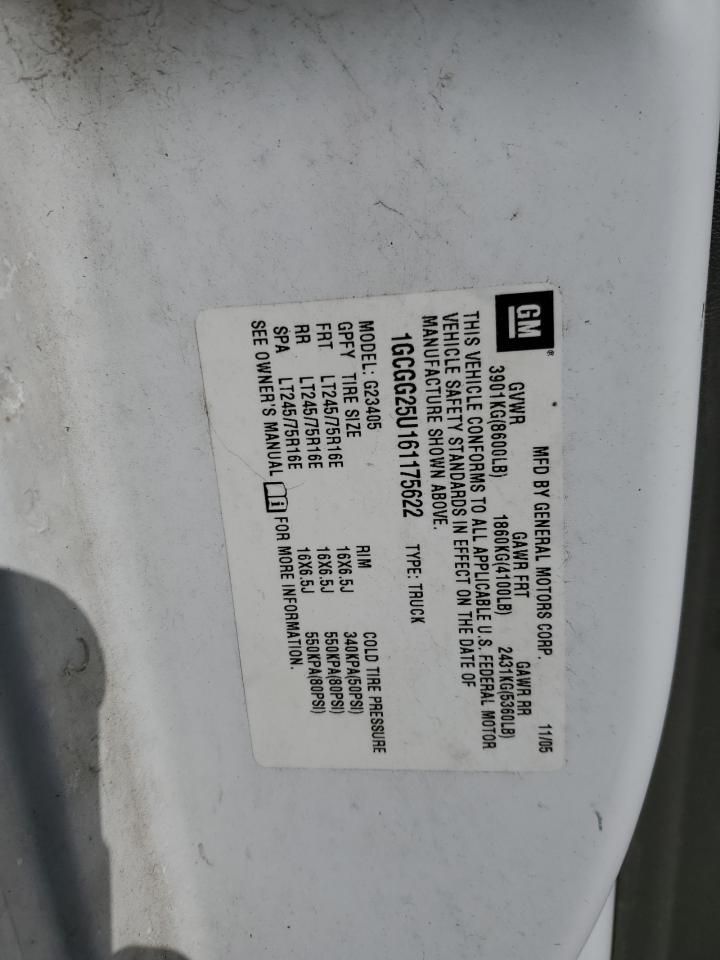 GM®
MFD BY GENERAL MOTORS CORP. 11/05
GVWR GAWR FRT GAWR RR
3901KG(8600LB) 1860KG(4100LB) 2431KG(5360LB)
THIS VEHICLE CONFORMS TO ALL APPLICABLE U.S. FEDERAL MOTOR
VEHICLE SAFETY STANDARDS IN EFFECT ON THE DATE OF
MANUFACTURE SHOWN ABOVE.
1GCGG25U161175622 TYPE: TRUCK
MODEL: G23405
GPFY TIRE SIZE RIM COLD TIRE PRESSURE
FRT LT245/75R16E 16X6.5J 340KPA(50PSI)
RR LT245/75R16E 16X6.5J 550KPA(80PSI)
SPA LT245/75R16E 16X6.5J 550KPA(80PSI)
SEE OWNER'S MANUAL i FOR MORE INFORMATION.